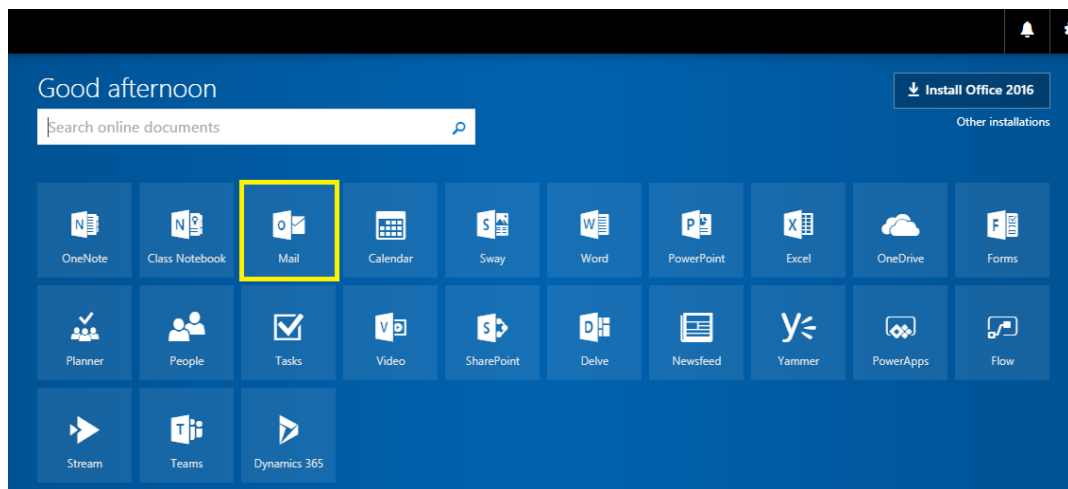 Good afternoon
Install Office 2016
Search online documents
Other installations
OneNote Class Notebook Mail Calendar Sway Word PowerPoint Excel OneDrive Forms
Planner People Tasks Video SharePoint Delve Newsfeed Yammer PowerApps Flow
Stream Teams Dynamics 365